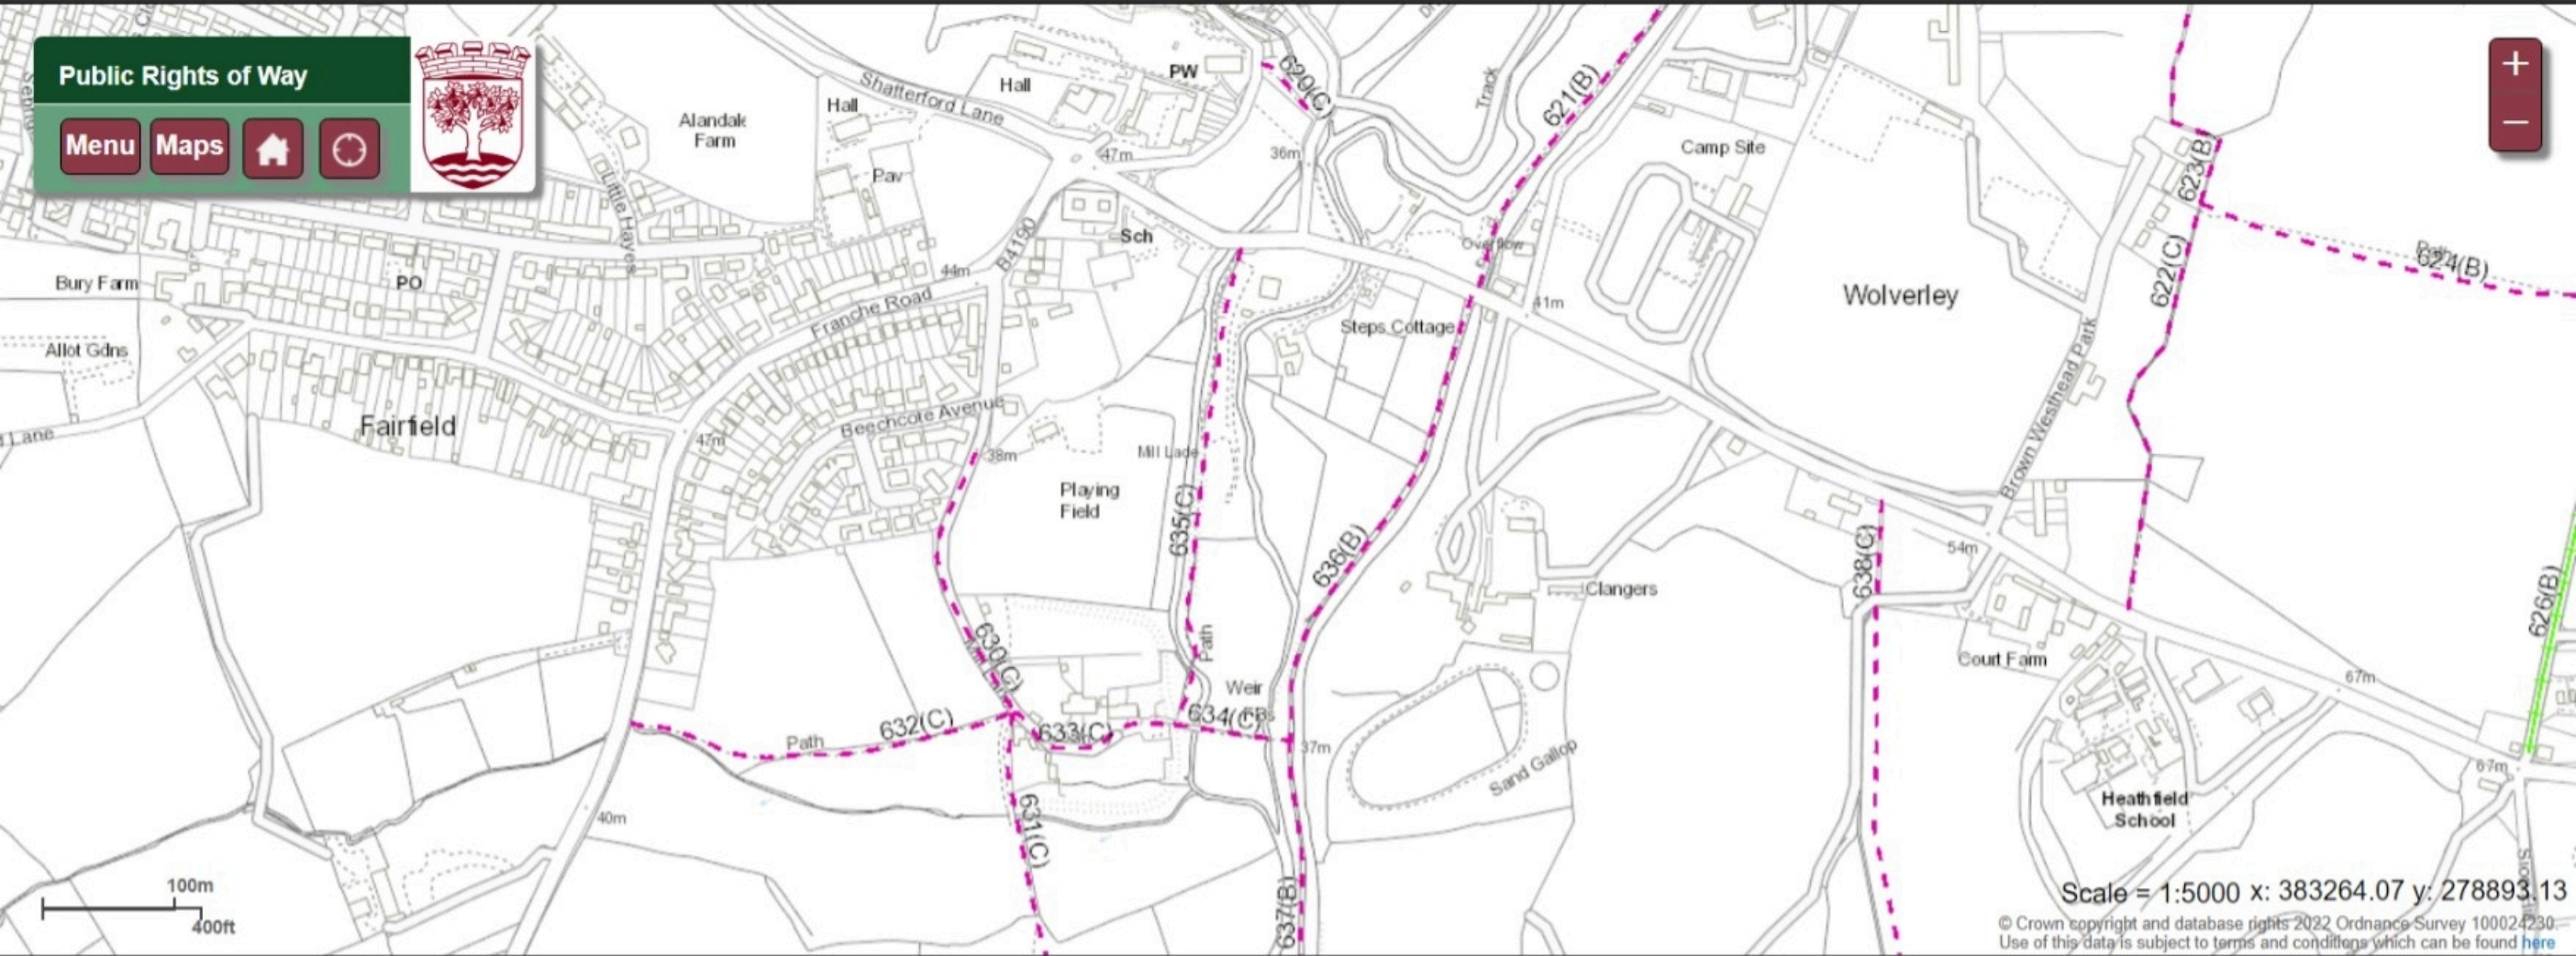 Public Rights of Way
Menu Maps
Shatterford Lane
Hall
PW
620(C)
Track
621(B)
Camp Site
623(B)
622(C)
624(B)
Path
Alandale
Farm
Hall
Pav
47m
36m
Little Hayes
B4190
Sch
Overflow
Bury Farm
PO
44m
Franche Road
Steps Cottage
41m
Wolverley
Allot Gdns
Fairfield
Lane
Beechcote Avenue
47m
38m
Mill Lade
Playing
Field
635(C)
636(B)
Brown Westhead Park
638(C)
54m
Clangers
626(B)
630(C)
Path
Court Farm
67m
Weir
632(C)
Path
633(C)
634(C)
FBs
37m
Sand Gallop
67m
Heathfield
School
40m
631(C)
637(B)
100m
400ft
Scale = 1:5000 x: 383264.07 y: 278893.13
© Crown copyright and database rights 2022 Ordnance Survey 100024230.
Use of this data is subject to terms and conditions which can be found here